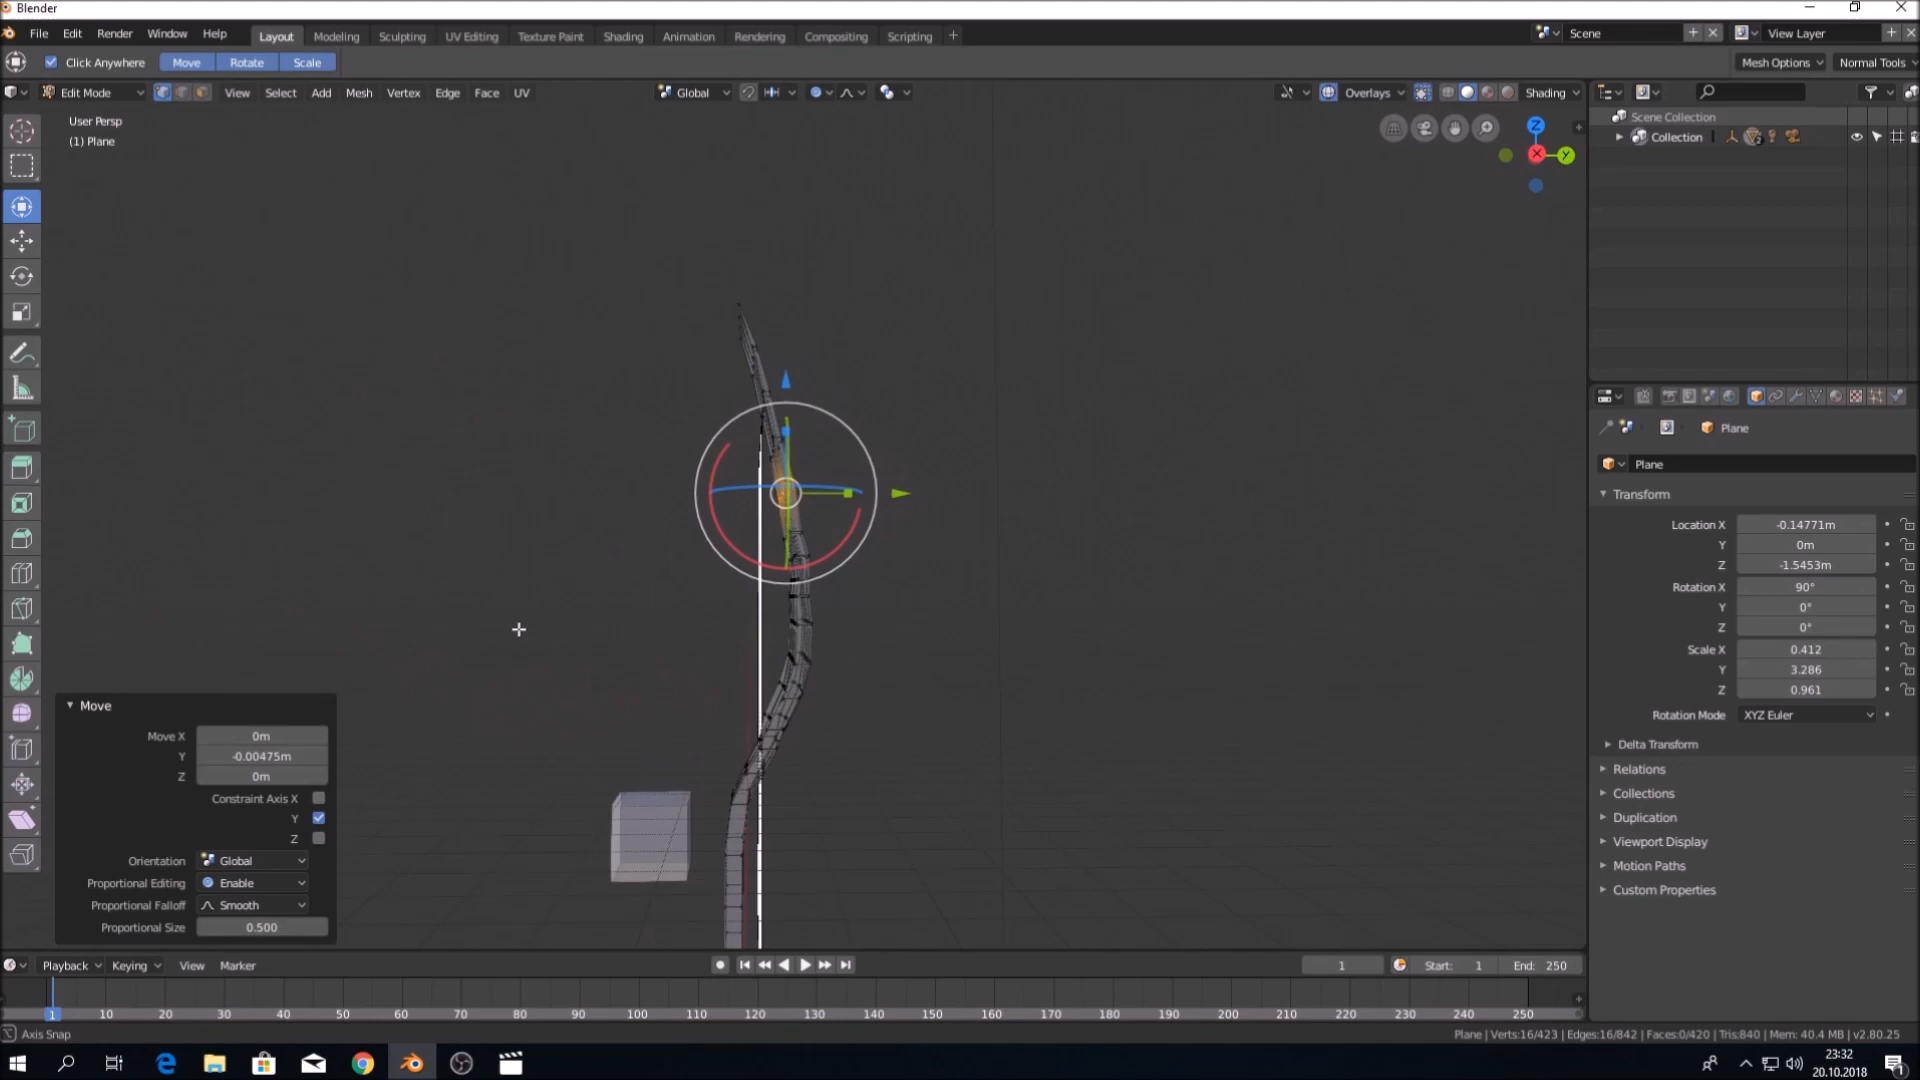 Blender
File Edit Render Window Help
Layout Modeling Sculpting UV Editing Texture Paint Shading Animation Rendering Compositing Scripting +
Scene
View Layer
Click Anywhere Move Rotate Scale
Mesh Options Normal Tools
Edit Mode View Select Add Mesh Vertex Edge Face UV
Global
Overlays
Shading
User Persp
(1) Plane
Z
X
Y
Scene Collection
Collection
2
Plane
Plane
Transform
Location X -0.14771m
Y 0m
Z -1.5453m
Rotation X 90°
Y 0°
Z 0°
Scale X 0.412
Y 3.286
Z 0.961
Rotation Mode XYZ Euler
Delta Transform
Relations
Collections
Duplication
Viewport Display
Motion Paths
Custom Properties
Move
Move X 0m
Y -0.00475m
Z 0m
Constraint Axis X
Y
Z
Orientation Global
Proportional Editing Enable
Proportional Falloff Smooth
Proportional Size 0.500
Playback Keying View Marker
1
Start: 1
End: 250
1 10 20 30 40 50 60 70 80 90 100 110 120 130 140 150 160 170 180 190 200 210 220 230 240 250
Axis Snap
Plane | Verts:16/423 | Edges:16/842 | Faces:0/420 | Tris:840 | Mem: 40.4 MB | v2.80.25
23:32
20.10.2018
1